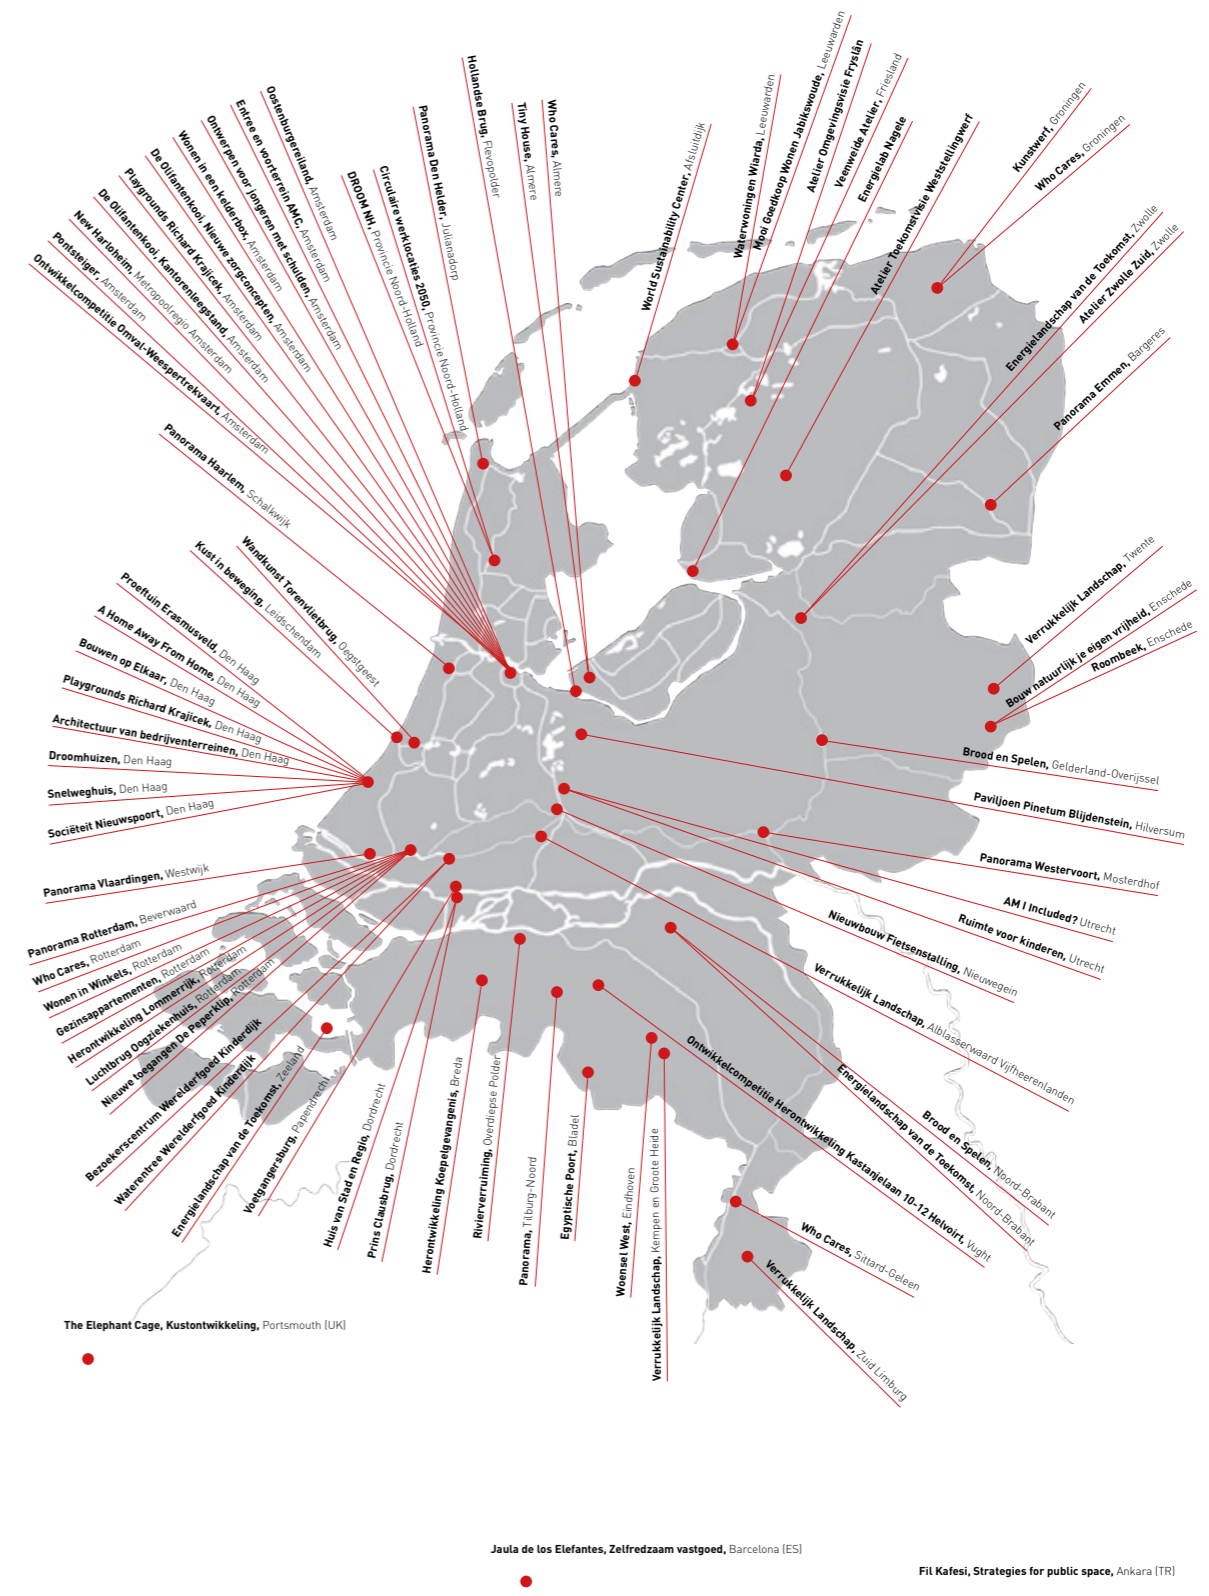 Hollandse Brug, Flevopolder
Tiny House, Almere
Who Cares, Almere
Panorama Den Helder, Julianadorp
Circulaire werklocaties 2050, Provincie Noord-Holland
DROOM NH, Provincie Noord-Holland
Oostenburgereiland, Amsterdam
Entree en voorterrein AMC, Amsterdam
Ontwerpen voor jongeren met schulden, Amsterdam
Wonen in een kelderbox, Amsterdam
De Olifantenkooi, Nieuwe zorgconcepten, Amsterdam
Playgrounds Richard Krajicek, Amsterdam
De Olifantenkooi, Kantorenleegstand, Amsterdam
New Harloheim, Metropoolregio Amsterdam
Pontsteiger, Amsterdam
Ontwikkelcompetitie Omval-Weespertrekvaart, Amsterdam
Panorama Haarlem, Schalkwijk
Wandkunst Torenvlietbrug, Oegstgeest
Kust in beweging, Leidschendam
Proeftuin Erasmusveld, Den Haag
A Home Away From Home, Den Haag
Bouwen op Elkaar, Den Haag
Playgrounds Richard Krajicek, Den Haag
Architectuur van bedrijventerreinen, Den Haag
Droomhuizen, Den Haag
Snelweghuis, Den Haag
Sociëteit Nieuwspoort, Den Haag
Panorama Vlaardingen, Westwijk
Panorama Rotterdam, Beverwaard
Who Cares, Rotterdam
Wonen in Winkels, Rotterdam
Gezinsappartementen, Rotterdam
Herontwikkeling Lommerrijk, Rotterdam
Luchtbrug Oogziekenhuis, Rotterdam
Nieuwe toegangen De Peperklip, Rotterdam
Bezoekerscentrum Werelderfgoed Kinderdijk
Waterentree Werelderfgoed Kinderdijk
Energielandschap van de Toekomst, Zeeland
Voetgangersburg, Papendrecht
Huis van Stad en Regio, Dordrecht
Prins Clausbrug, Dordrecht
Herontwikkeling Koepelgevangenis, Breda
Rivierverruiming, Overdiepse Polder
Panorama, Tilburg-Noord
Egyptische Poort, Bladel
Woensel West, Eindhoven
Verrukkelijk Landschap, Kempen en Groote Heide
World Sustainability Center, Afsluildijk
Waterwoningen Wiarda, Leeuwarden
Mooi Goedkoop Wonen Jabikswoude, Leeuwarden
Atelier Omgevingsvisie Fryslân
Veenweide Atelier, Friesland
Energielab Nagele
Atelier Toekomstvisie Weststellingwerf
Kunstwerf, Groningen
Who Cares, Groningen
Energielandschap van de Toekomst, Zwolle
Atelier Zwolle Zuid, Zwolle
Panorama Emmen, Bargeres
Verrukkelijk Landschap, Twente
Bouw natuurlijk je eigen vrijheid, Enschede
Roombeek, Enschede
Brood en Spelen, Gelderland-Overijssel
Paviljoen Pinetum Blijdenstein, Hilversum
Panorama Westervoort, Mosterdhof
AM I Included? Utrecht
Ruimte voor kinderen, Utrecht
Nieuwbouw Fietsenstalling, Nieuwegein
Verrukkelijk Landschap, Alblasserwaard Vijfheerenlanden
Brood en Spelen, Noord-Brabant
Energielandschap van de Toekomst, Noord-Brabant
Ontwikkelcompetitie Herontwikkeling Kastanjelaan 10-12 Helvoirt, Vught
Who Cares, Sittard-Geleen
Verrukkelijk Landschap, Zuid Limburg
The Elephant Cage, Kustontwikkeling, Portsmouth (UK)
Jaula de los Elefantes, Zelfredzaam vastgoed, Barcelona (ES)
Fil Kafesi, Strategies for public space, Ankara (TR)